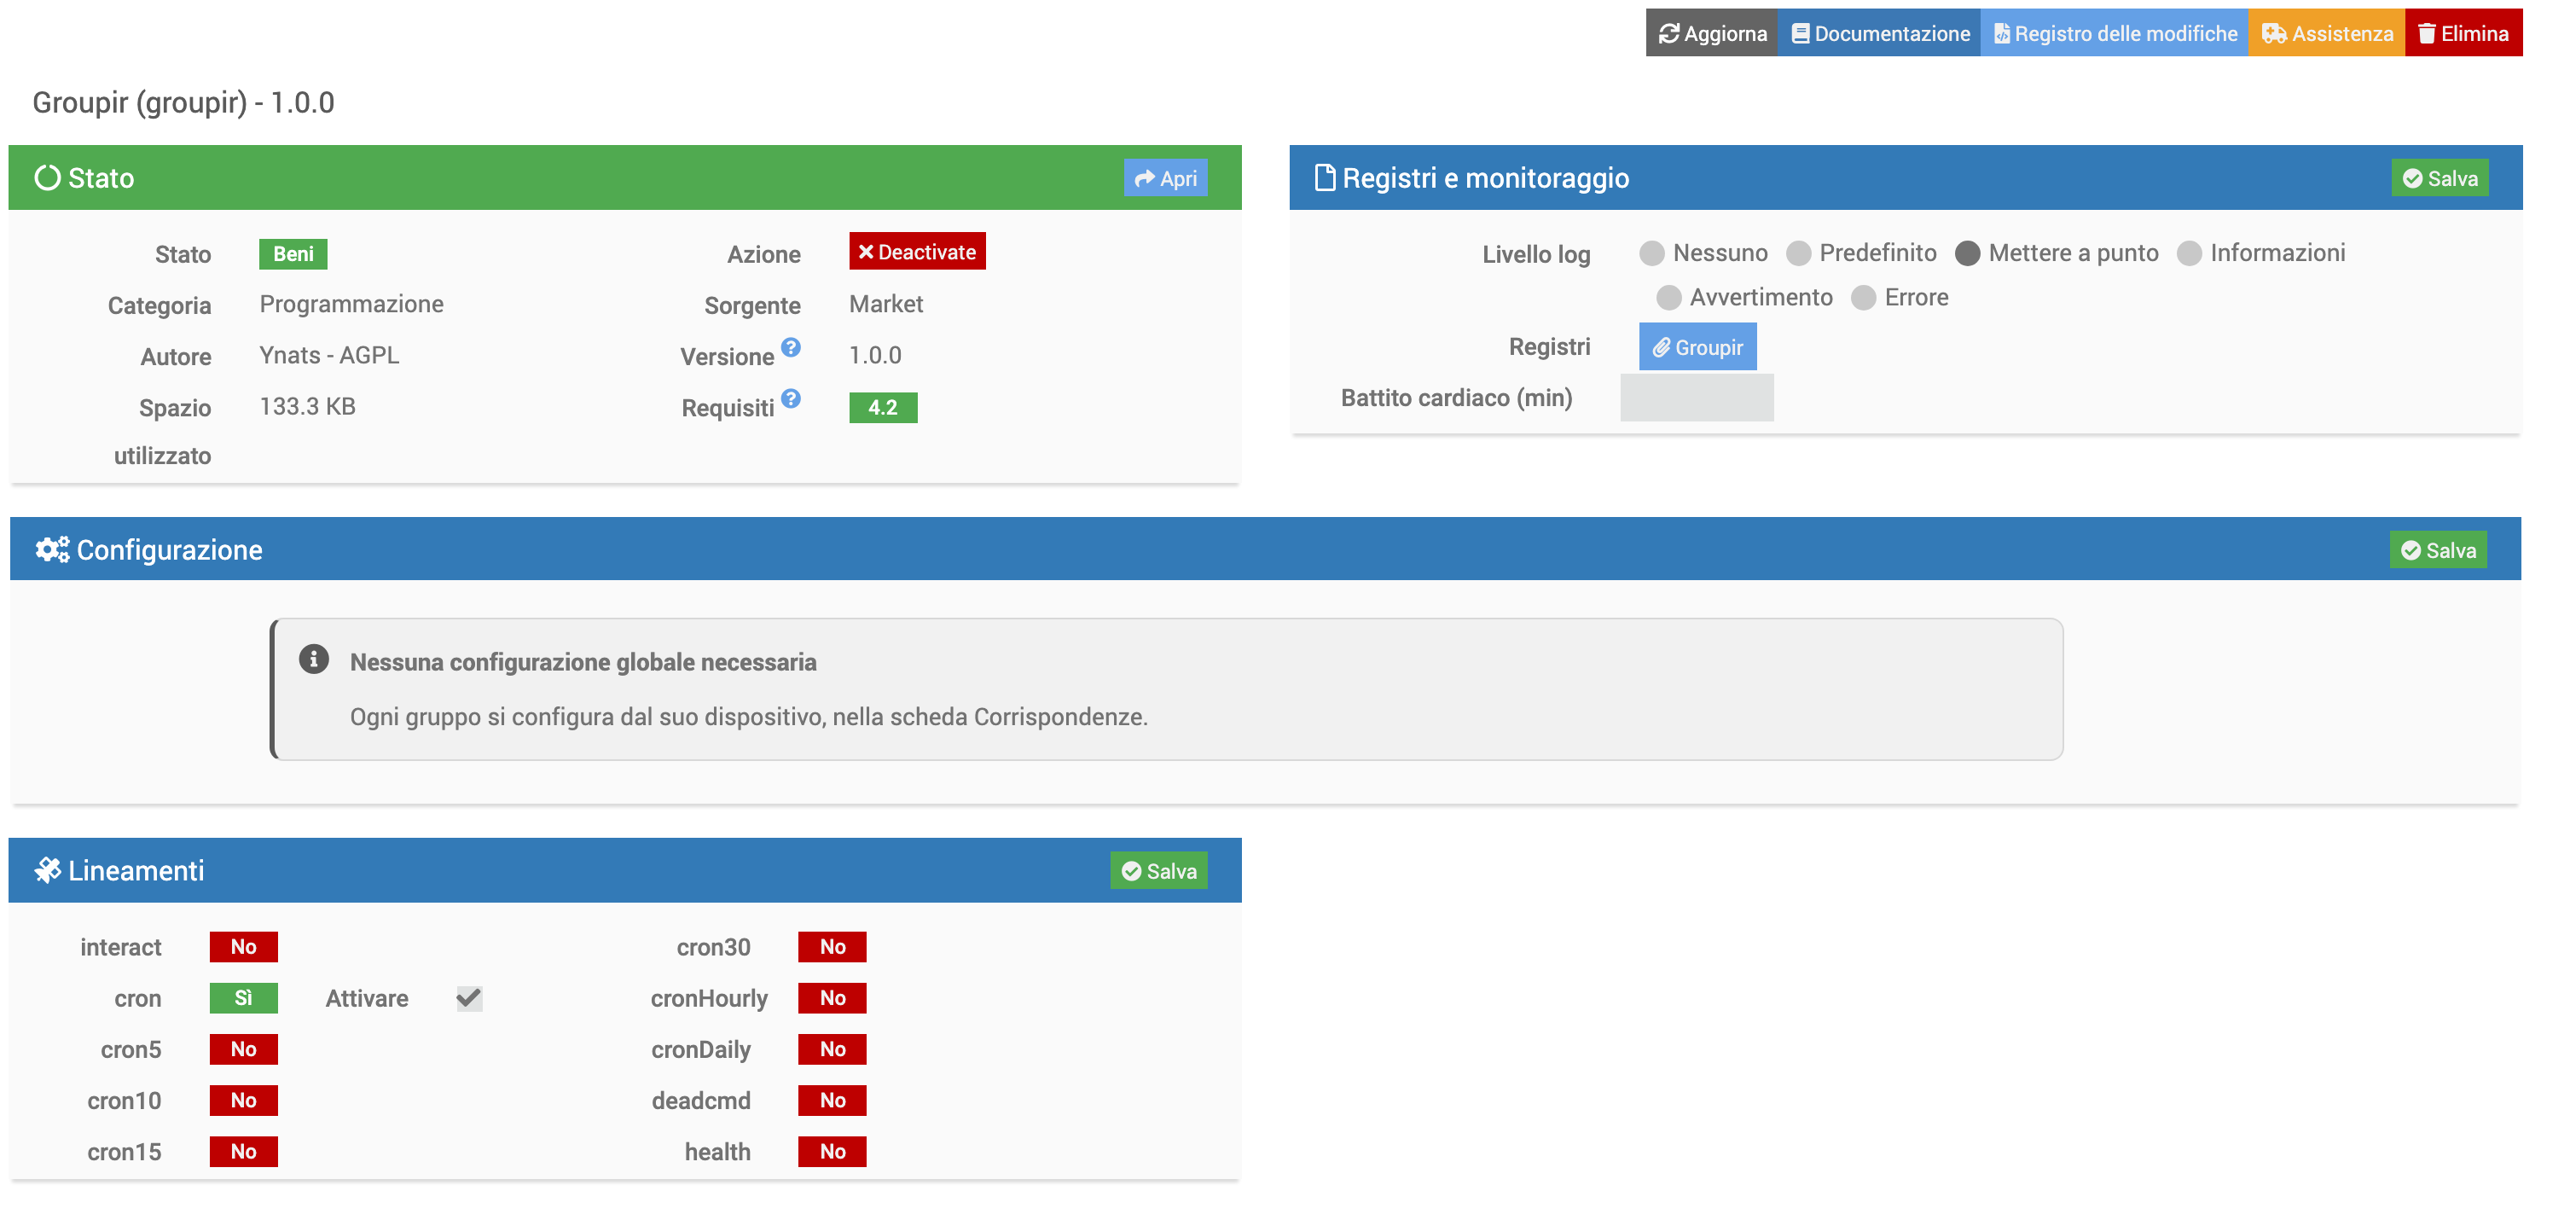 Aggiorna Documentazione Registro delle modifiche Assistenza Elimina
Groupir (groupir) - 1.0.0
Stato Apri
Stato Beni Azione Deactivate
Categoria Programmazione Sorgente Market
Autore Ynats - AGPL Versione ? 1.0.0
Spazio 133.3 KB Requisiti ? 4.2
utilizzato
Registri e monitoraggio Salva
Livello log Nessuno Predefinito Mettere a punto Informazioni
Avvertimento Errore
Registri Groupir
Battito cardiaco (min)
Configurazione Salva
Nessuna configurazione globale necessaria
Ogni gruppo si configura dal suo dispositivo, nella scheda Corrispondenze.
Lineamenti Salva
interact No cron30 No
cron Sì Attivare cronHourly No
cron5 No cronDaily No
cron10 No deadcmd No
cron15 No health No